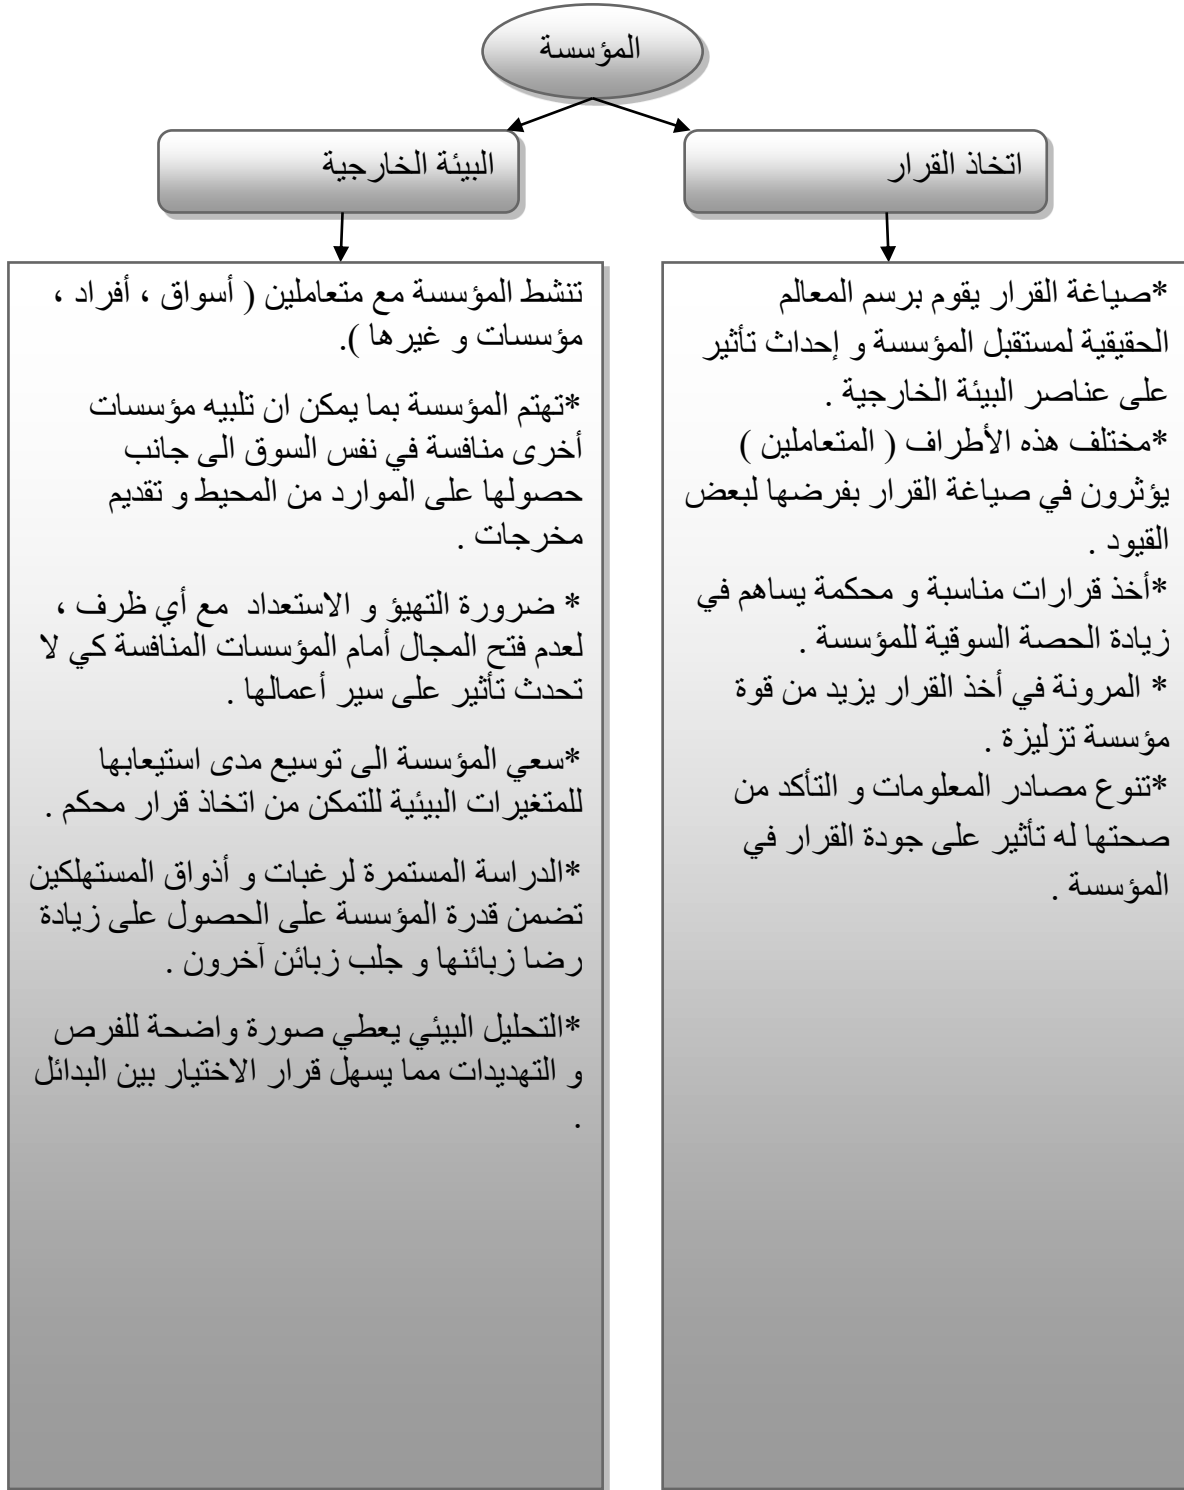 المؤسسة
اتخاذ القرار
البيئة الخارجية
*صياغة القرار يقوم برسم المعالم
الحقيقية لمستقبل المؤسسة و إحداث تأثير
على عناصر البيئة الخارجية .
*مختلف هذه الأطراف ( المتعاملين )
يؤثرون في صياغة القرار بفرضها لبعض
القيود .
*أخذ قرارات مناسبة و محكمة يساهم في
زيادة الحصة السوقية للمؤسسة .
* المرونة في أخذ القرار يزيد من قوة
مؤسسة تزليزة .
*تنوع مصادر المعلومات و التأكد من
صحتها له تأثير على جودة القرار في
المؤسسة .
تنشط المؤسسة مع متعاملين ( أسواق ، أفراد ،
مؤسسات و غيرها ).
*تهتم المؤسسة بما يمكن ان تلبيه مؤسسات
أخرى منافسة في نفس السوق الى جانب
حصولها على الموارد من المحيط و تقديم
مخرجات .
* ضرورة التهيؤ و الاستعداد مع أي ظرف ،
لعدم فتح المجال أمام المؤسسات المنافسة كي لا
تحدث تأثير على سير أعمالها .
*سعي المؤسسة الى توسيع مدى استيعابها
للمتغيرات البيئية للتمكن من اتخاذ قرار محكم .
*الدراسة المستمرة لرغبات و أذواق المستهلكين
تضمن قدرة المؤسسة على الحصول على زيادة
رضا زبائنها و جلب زبائن آخرون .
*التحليل البيئي يعطي صورة واضحة للفرص
و التهديدات مما يسهل قرار الاختيار بين البدائل
.